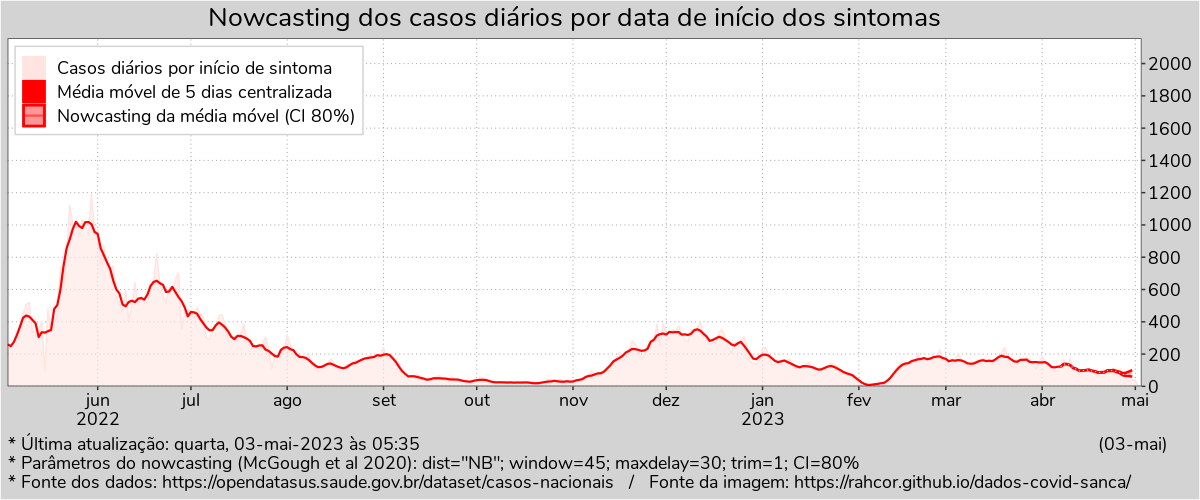 Nowcasting dos casos diários por data de início dos sintomas
Casos diários por início de sintoma
Média móvel de 5 dias centralizada
Nowcasting da média móvel (CI 80%)
2000
1800
1600
1400
1200
1000
800
600
400
200
0
jun jul ago set out nov dez jan fev mar abr mai
2022 2023
* Última atualização: quarta, 03-mai-2023 às 05:35 (03-mai)
* Parâmetros do nowcasting (McGough et al 2020): dist="NB"; window=45; maxdelay=30; trim=1; CI=80%
* Fonte dos dados: https://opendatasus.saude.gov.br/dataset/casos-nacionais / Fonte da imagem: https://rahcor.github.io/dados-covid-sanca/